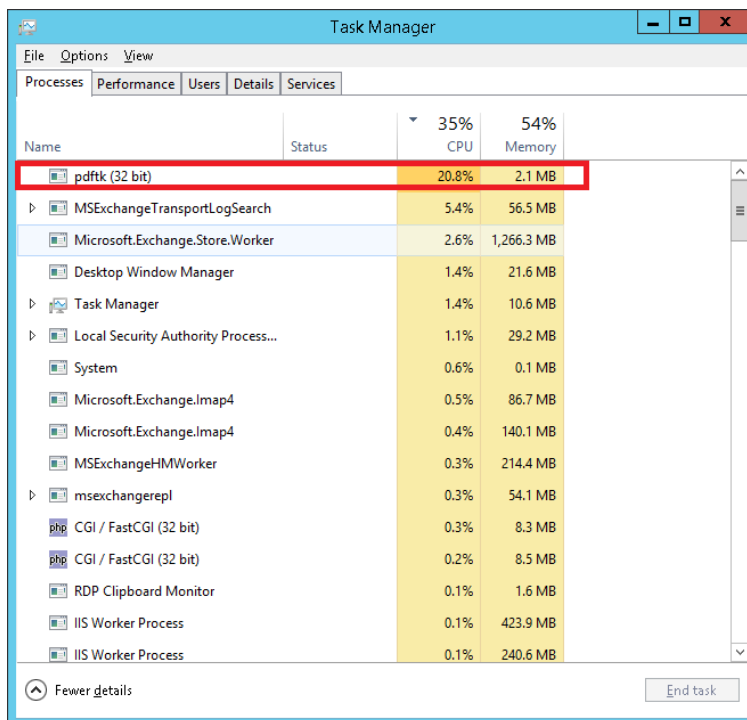 Task Manager
File Options View
Processes Performance Users Details Services
35% 54%
Name Status CPU Memory
pdftk (32 bit) 20.8% 2.1 MB
MSExchangeTransportLogSearch 5.4% 56.5 MB
Microsoft.Exchange.Store.Worker 2.6% 1,266.3 MB
Desktop Window Manager 1.4% 21.6 MB
Task Manager 1.4% 10.6 MB
Local Security Authority Process... 1.1% 29.2 MB
System 0.6% 0.1 MB
Microsoft.Exchange.Imap4 0.5% 86.7 MB
Microsoft.Exchange.Imap4 0.4% 140.1 MB
MSExchangeHMWorker 0.3% 214.4 MB
msexchangerepl 0.3% 54.1 MB
php CGI / FastCGI (32 bit) 0.3% 8.3 MB
php CGI / FastCGI (32 bit) 0.2% 8.5 MB
RDP Clipboard Monitor 0.1% 1.6 MB
IIS Worker Process 0.1% 423.9 MB
IIS Worker Process 0.1% 240.6 MB
Fewer details End task